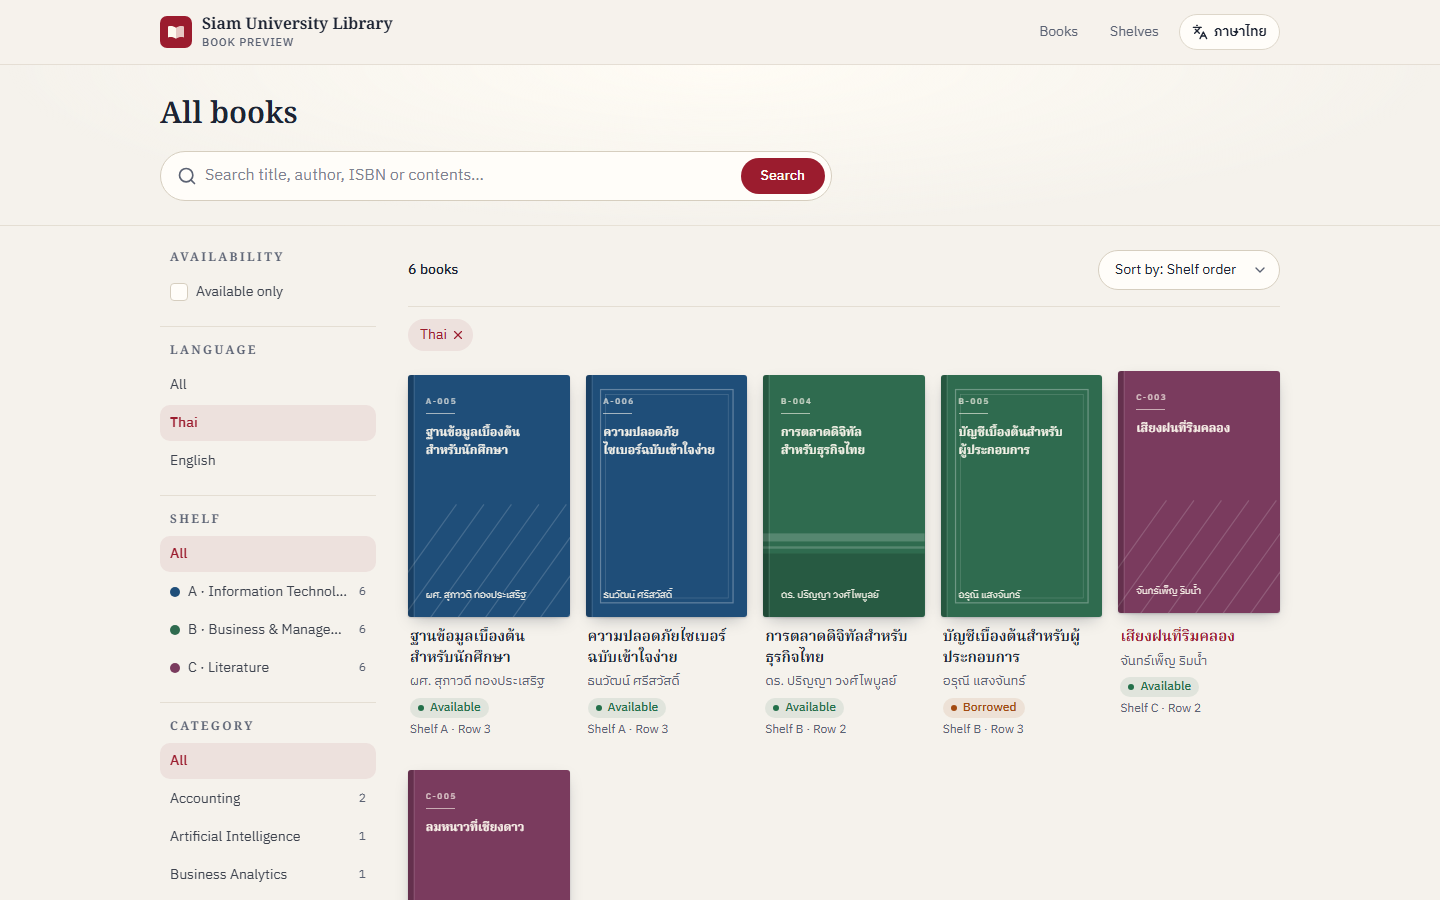 Siam University Library
BOOK PREVIEW
Books
Shelves
ภาษาไทย
All books
Search title, author, ISBN or contents...
Search
AVAILABILITY
Available only
LANGUAGE
All
Thai
English
SHELF
All
A · Information Technol... 6
B · Business & Manage... 6
C · Literature 6
CATEGORY
All
Accounting 2
Artificial Intelligence 1
Business Analytics 1
6 books
Sort by: Shelf order
Thai
A-005
ฐานข้อมูลเบื้องต้น
สำหรับนักศึกษา
ผศ. สุภาวดี ทองประเสริฐ
ฐานข้อมูลเบื้องต้น
สำหรับนักศึกษา
ผศ. สุภาวดี ทองประเสริฐ
Available
Shelf A · Row 3
A-006
ความปลอดภัย
ไซเบอร์ฉบับเข้าใจง่าย
ธนวัฒน์ ศรีสวัสดิ์
ความปลอดภัยไซเบอร์
ฉบับเข้าใจง่าย
ธนวัฒน์ ศรีสวัสดิ์
Available
Shelf A · Row 3
B-004
การตลาดดิจิทัล
สำหรับธุรกิจไทย
ดร. ปริญญา วงศ์ไพบูลย์
การตลาดดิจิทัลสำหรับ
ธุรกิจไทย
ดร. ปริญญา วงศ์ไพบูลย์
Available
Shelf B · Row 2
B-005
บัญชีเบื้องต้นสำหรับ
ผู้ประกอบการ
อรุณี แสงจันทร์
บัญชีเบื้องต้นสำหรับผู้
ประกอบการ
อรุณี แสงจันทร์
Borrowed
Shelf B · Row 3
C-003
เสียงฝนที่ริมคลอง
จันทร์เพ็ญ ริมน้ำ
เสียงฝนที่ริมคลอง
จันทร์เพ็ญ ริมน้ำ
Available
Shelf C · Row 2
C-005
ลมหนาวที่เชียงดาว